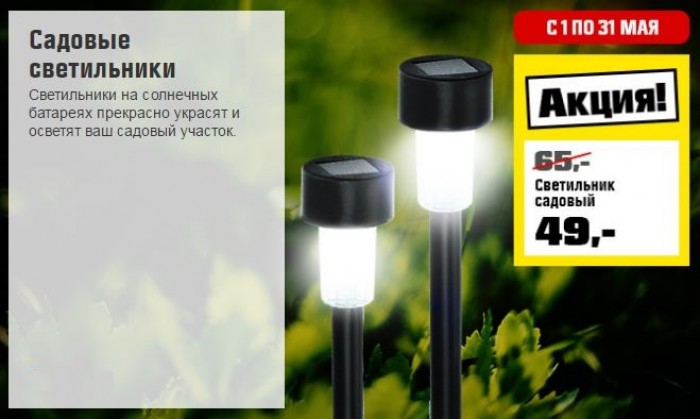 Садовые
светильники
Светильники на солнечных
батареях прекрасно украсят и
осветят ваш садовый участок.
С 1 ПО 31 МАЯ
Акция!
65,-
Светильник
садовый
49,-